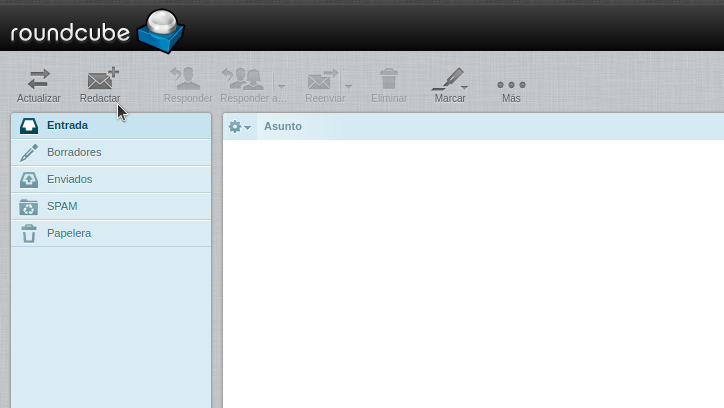 roundcube
Actualizar Redactar Responder Responder a... Reenviar Eliminar Marcar Más
Entrada
Asunto
Borradores
Enviados
SPAM
Papelera